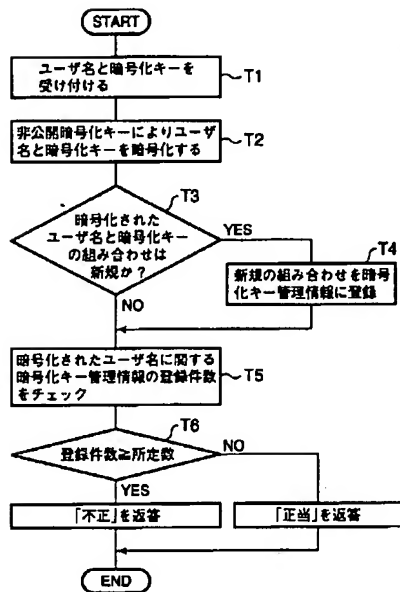 START
ユーザ名と暗号化キーを
受け付ける
T1
非公開暗号化キーによりユーザ
名と暗号化キーを暗号化する
T2
T3
暗号化された
ユーザ名と暗号化キー
の組み合わせは
新規か?
YES
T4
新規の組み合わせを暗号
化キー管理情報に登録
NO
暗号化されたユーザ名に関する
暗号化キー管理情報の登録件数
をチェック
T5
T6
登録件数≧所定数
NO
YES
「不正」を返答
「正当」を返答
END